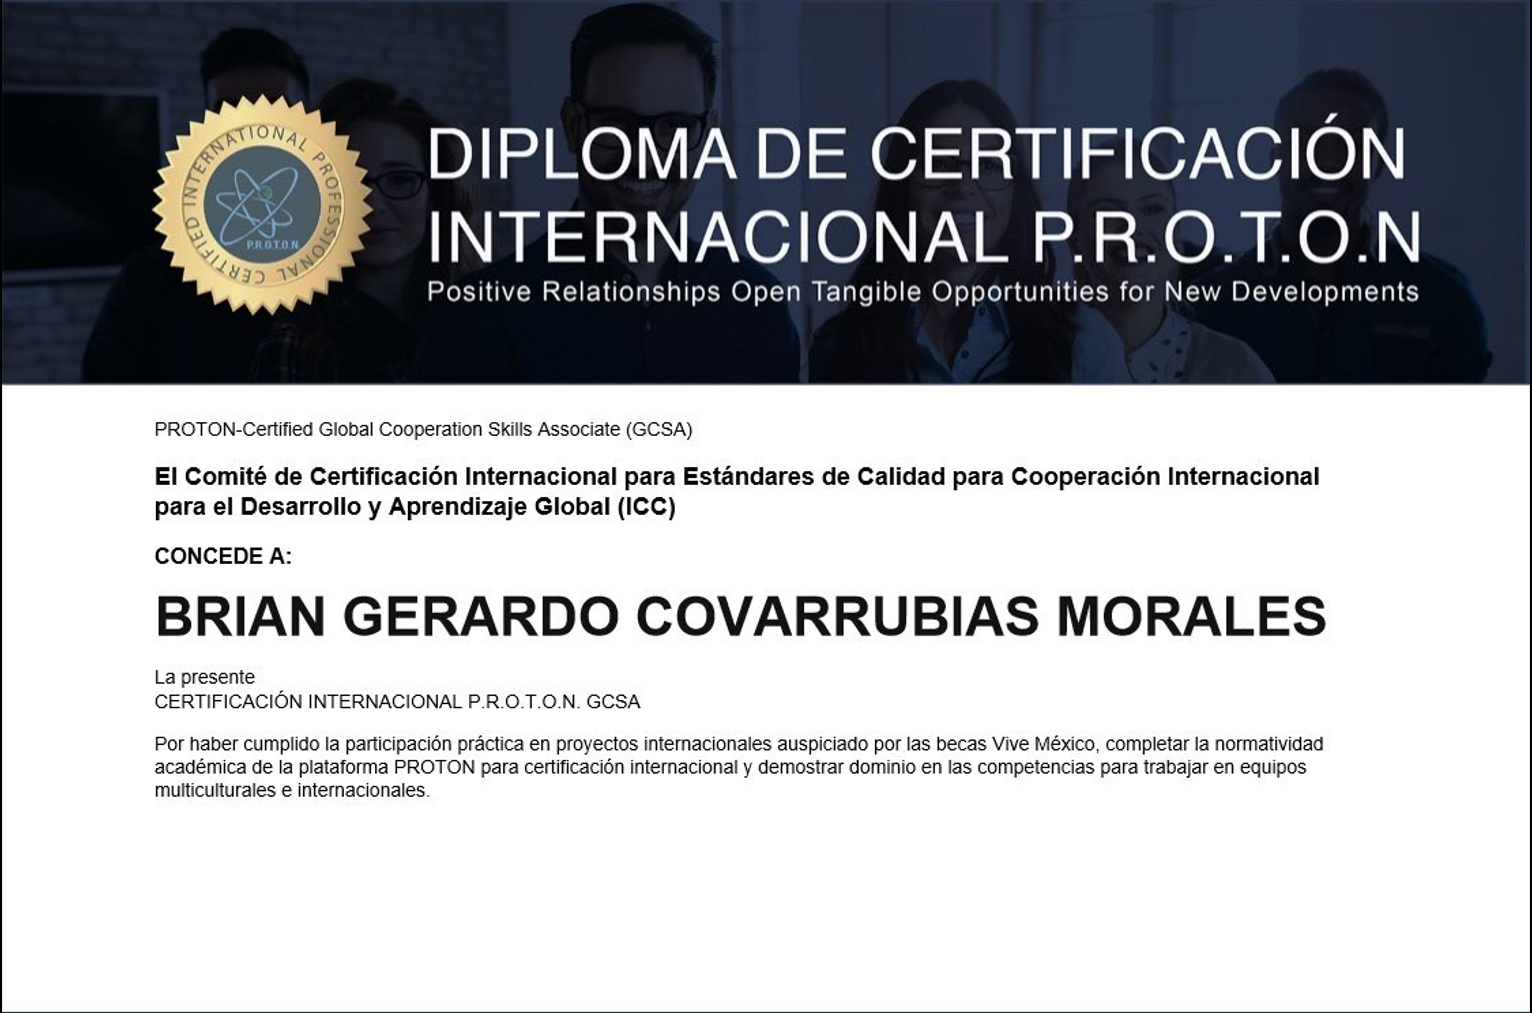 CERTIFIED INTERNATIONAL PROFESSIONAL
P.R.O.T.O.N
DIPLOMA DE CERTIFICACIÓN
INTERNACIONAL P.R.O.T.O.N
Positive Relationships Open Tangible Opportunities for New Developments
PROTON-Certified Global Cooperation Skills Associate (GCSA)
El Comité de Certificación Internacional para Estándares de Calidad para Cooperación Internacional
para el Desarrollo y Aprendizaje Global (ICC)
CONCEDE A:
BRIAN GERARDO COVARRUBIAS MORALES
La presente
CERTIFICACIÓN INTERNACIONAL P.R.O.T.O.N. GCSA
Por haber cumplido la participación práctica en proyectos internacionales auspiciado por las becas Vive México, completar la normatividad
académica de la plataforma PROTON para certificación internacional y demostrar dominio en las competencias para trabajar en equipos
multiculturales e internacionales.